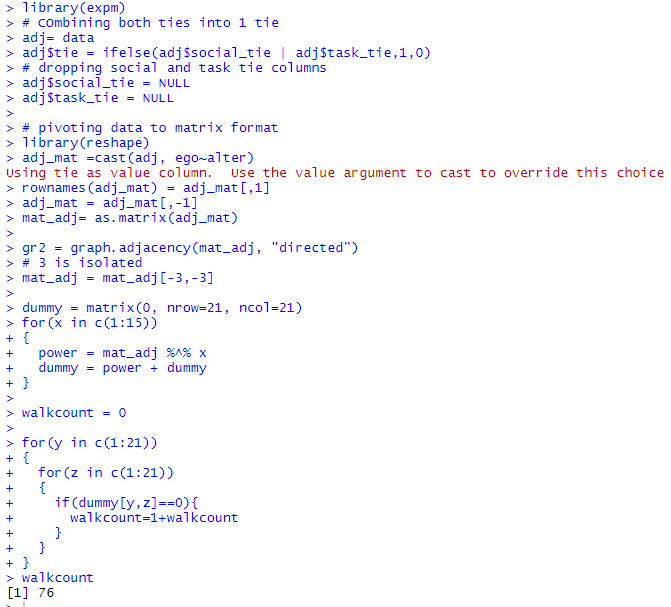 > library(expm)
> # COmbining both ties into 1 tie
> adj= data
> adj$tie = ifelse(adj$social_tie | adj$task_tie,1,0)
> # dropping social and task tie columns
> adj$social_tie = NULL
> adj$task_tie = NULL
>
> # pivoting data to matrix format
> library(reshape)
> adj_mat =cast(adj, ego~alter)
Using tie as value column.  Use the value argument to cast to override this choice
> rownames(adj_mat) = adj_mat[,1]
> adj_mat = adj_mat[,-1]
> mat_adj= as.matrix(adj_mat)
>
> gr2 = graph.adjacency(mat_adj, "directed")
> # 3 is isolated
> mat_adj = mat_adj[-3,-3]
>
> dummy = matrix(0, nrow=21, ncol=21)
> for(x in c(1:15))
+ {
+   power = mat_adj %^% x
+   dummy = power + dummy
+ }
>
> walkcount = 0
>
> for(y in c(1:21))
+ {
+   for(z in c(1:21))
+   {
+     if(dummy[y,z]==0){
+       walkcount=1+walkcount
+     }
+   }
+ }
> walkcount
[1] 76
>